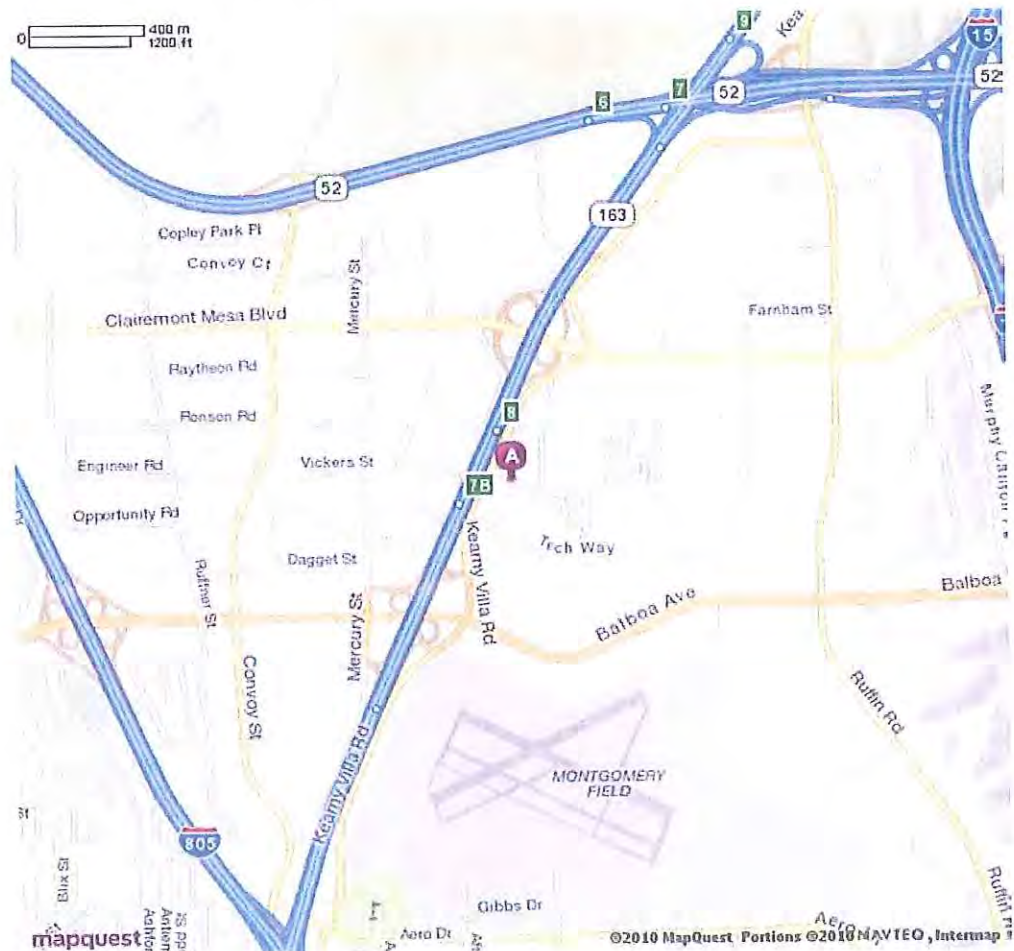 0 400 m
1200 ft
9
Kea
15
52
7
52
6
52
163
Copley Park Pl
Convoy Ct
Mercury St
Clairemont Mesa Blvd
Farnham St
Raytheon Rd
Ronson Rd
8
Murphy
Engineer Rd
Vickers St
A
7B
Opportunity Rd
Kearny Villa Rd
Tech Way
Dagget St
Ruffner St
Balboa
Balboa Ave
Mercury St
Convoy St
Ruffin Rd
Kearny Villa Rd
MONTGOMERY
FIELD
St
805
Blix St
Gibbs Dr
Ruffin
Aero Dr
Aero
mapquest
©2010 MapQuest Portions ©2010 NAVTEQ, Intermap